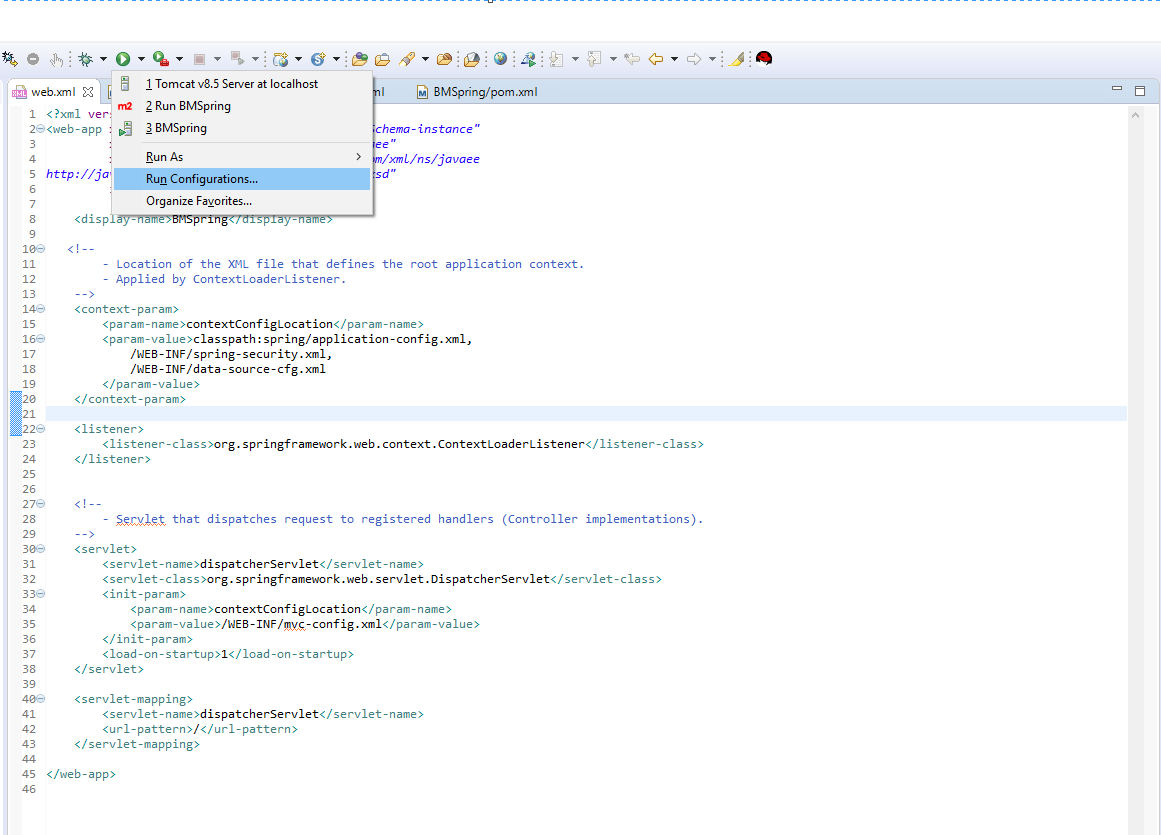 web.xml
ml
BMSpring/pom.xml
1 Tomcat v8.5 Server at localhost
m2 2 Run BMSpring
3 BMSpring
Run As
Run Configurations...
Organize Favorites...
1 <?xml ver
2 <web-app chema-instance"
3 ee"
4 m/xml/ns/javaee
5 http://ja sd"
6
7
8 <display-name>BMSpring</display-name>
9
10 <!--
11 - Location of the XML file that defines the root application context.
12 - Applied by ContextLoaderListener.
13 -->
14 <context-param>
15 <param-name>contextConfigLocation</param-name>
16 <param-value>classpath:spring/application-config.xml,
17 /WEB-INF/spring-security.xml,
18 /WEB-INF/data-source-cfg.xml
19 </param-value>
20 </context-param>
21
22 <listener>
23 <listener-class>org.springframework.web.context.ContextLoaderListener</listener-class>
24 </listener>
25
26
27 <!--
28 - Servlet that dispatches request to registered handlers (Controller implementations).
29 -->
30 <servlet>
31 <servlet-name>dispatcherServlet</servlet-name>
32 <servlet-class>org.springframework.web.servlet.DispatcherServlet</servlet-class>
33 <init-param>
34 <param-name>contextConfigLocation</param-name>
35 <param-value>/WEB-INF/mvc-config.xml</param-value>
36 </init-param>
37 <load-on-startup>1</load-on-startup>
38 </servlet>
39
40 <servlet-mapping>
41 <servlet-name>dispatcherServlet</servlet-name>
42 <url-pattern>/</url-pattern>
43 </servlet-mapping>
44
45 </web-app>
46